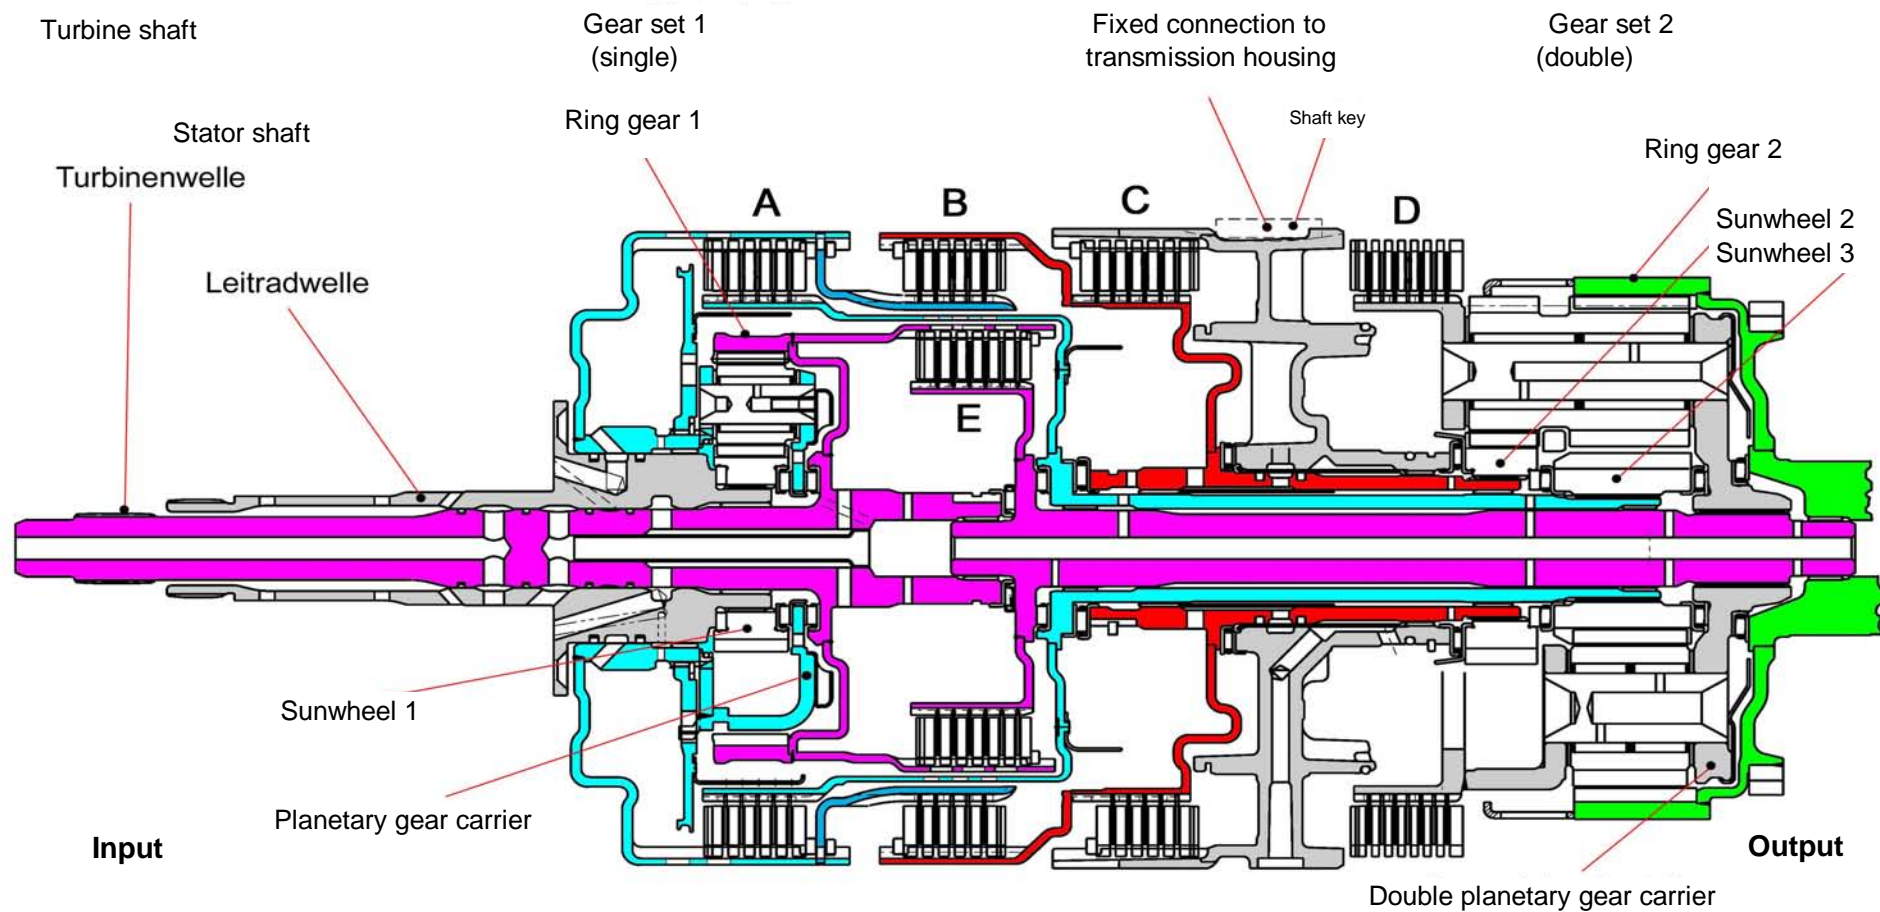 Turbine shaft
Gear set 1
(single)
Fixed connection to
transmission housing
Gear set 2
(double)
Stator shaft
Ring gear 1
Shaft key
Ring gear 2
Turbinenwelle
A
B
C
D
Sunwheel 2
Sunwheel 3
Leitradwelle
E
Sunwheel 1
Planetary gear carrier
Input
Output
Double planetary gear carrier